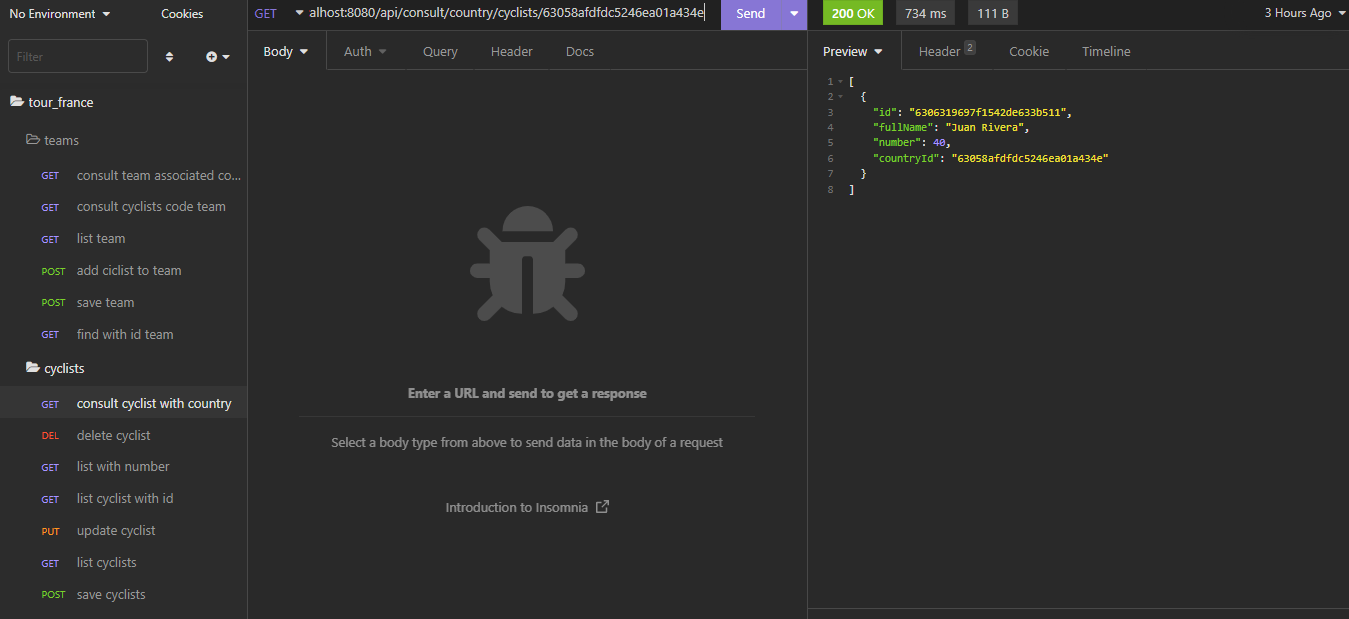 No Environment
Cookies
Filter
tour_france
teams
GET consult team associated co...
GET consult cyclists code team
GET list team
POST add ciclist to team
POST save team
GET find with id team
cyclists
GET consult cyclist with country
DEL delete cyclist
GET list with number
GET list cyclist with id
PUT update cyclist
GET list cyclists
POST save cyclists
GET alhost:8080/api/consult/country/cyclists/63058afdfdc5246ea01a434e
Send
Body Auth Query Header Docs
Enter a URL and send to get a response
Select a body type from above to send data in the body of a request
Introduction to Insomnia
200 OK 734 ms 111 B 3 Hours Ago
Preview Header 2 Cookie Timeline
1 [
2 {
3 "id": "6306319697f1542de633b511",
4 "fullName": "Juan Rivera",
5 "number": 40,
6 "countryId": "63058afdfdc5246ea01a434e"
7 }
8 ]